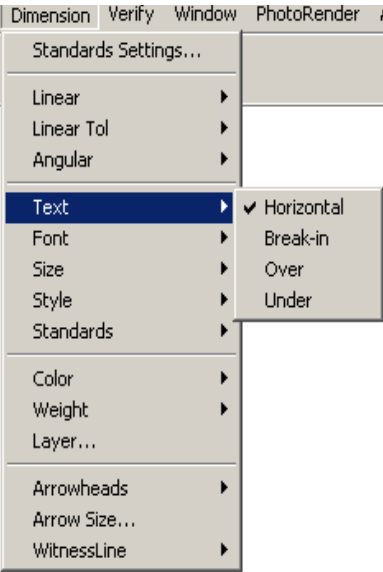 Dimension Verify Window PhotoRender
Standards Settings...
Linear
Linear Tol
Angular
Text
Font
Size
Style
Standards
Color
Weight
Layer...
Arrowheads
Arrow Size...
WitnessLine
Horizontal
Break-in
Over
Under